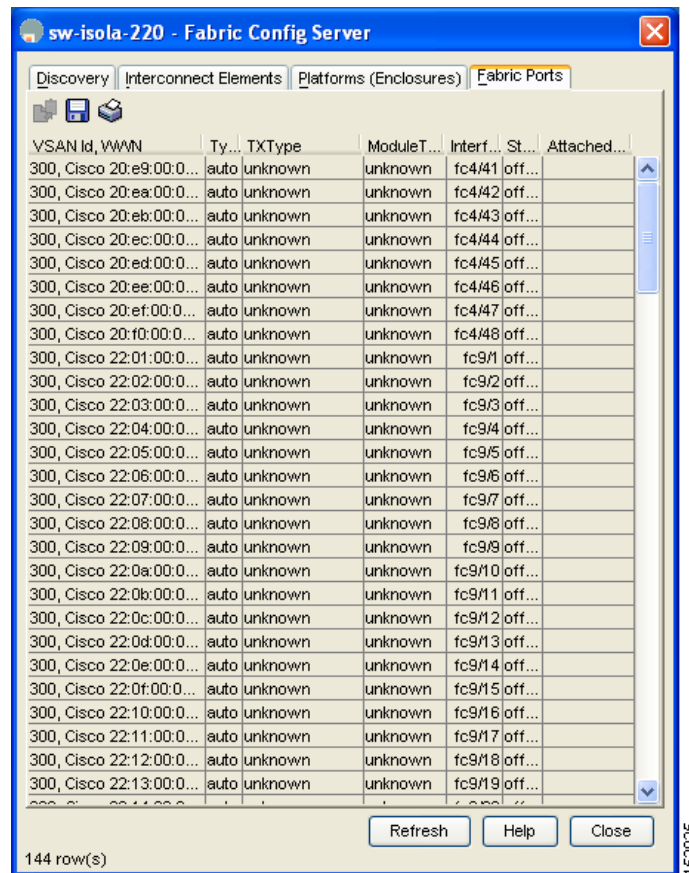 sw-isola-220 - Fabric Config Server
Discovery Interconnect Elements Platforms (Enclosures) Fabric Ports
VSAN Id, WWN Ty... TXType ModuleT... Interf... St... Attached...
300, Cisco 20:e9:00:0... auto unknown unknown fc4/41 off...
300, Cisco 20:ea:00:0... auto unknown unknown fc4/42 off...
300, Cisco 20:eb:00:0... auto unknown unknown fc4/43 off...
300, Cisco 20:ec:00:0... auto unknown unknown fc4/44 off...
300, Cisco 20:ed:00:0... auto unknown unknown fc4/45 off...
300, Cisco 20:ee:00:0... auto unknown unknown fc4/46 off...
300, Cisco 20:ef:00:0... auto unknown unknown fc4/47 off...
300, Cisco 20:f0:00:0... auto unknown unknown fc4/48 off...
300, Cisco 22:01:00:0... auto unknown unknown fc9/1 off...
300, Cisco 22:02:00:0... auto unknown unknown fc9/2 off...
300, Cisco 22:03:00:0... auto unknown unknown fc9/3 off...
300, Cisco 22:04:00:0... auto unknown unknown fc9/4 off...
300, Cisco 22:05:00:0... auto unknown unknown fc9/5 off...
300, Cisco 22:06:00:0... auto unknown unknown fc9/6 off...
300, Cisco 22:07:00:0... auto unknown unknown fc9/7 off...
300, Cisco 22:08:00:0... auto unknown unknown fc9/8 off...
300, Cisco 22:09:00:0... auto unknown unknown fc9/9 off...
300, Cisco 22:0a:00:0... auto unknown unknown fc9/10 off...
300, Cisco 22:0b:00:0... auto unknown unknown fc9/11 off...
300, Cisco 22:0c:00:0... auto unknown unknown fc9/12 off...
300, Cisco 22:0d:00:0... auto unknown unknown fc9/13 off...
300, Cisco 22:0e:00:0... auto unknown unknown fc9/14 off...
300, Cisco 22:0f:00:0... auto unknown unknown fc9/15 off...
300, Cisco 22:10:00:0... auto unknown unknown fc9/16 off...
300, Cisco 22:11:00:0... auto unknown unknown fc9/17 off...
300, Cisco 22:12:00:0... auto unknown unknown fc9/18 off...
300, Cisco 22:13:00:0... auto unknown unknown fc9/19 off...
Refresh Help Close
144 row(s)